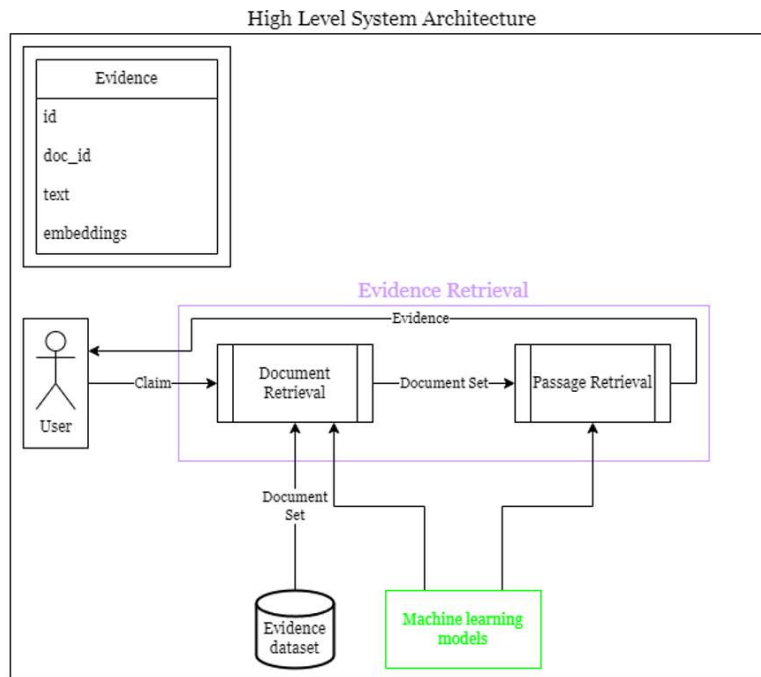 High Level System Architecture
Evidence
id
doc_id
text
embeddings
Evidence Retrieval
Evidence
User
Claim
Document
Retrieval
Document Set
Passage Retrieval
Document
Set
Evidence
dataset
Machine learning
models